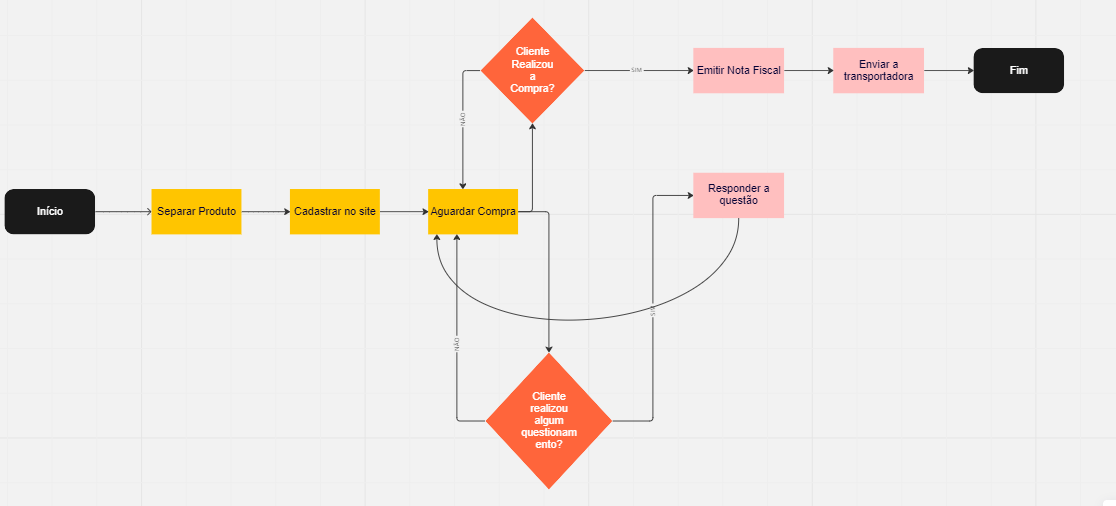 Cliente
Realizou
a
Compra?
SIM
Emitir Nota Fiscal
Enviar a
transportadora
Fim
NÃO
Início
Separar Produto
Cadastrar no site
Aguardar Compra
Responder a
questão
SIM
NÃO
Cliente
realizou
algum
questionam
ento?